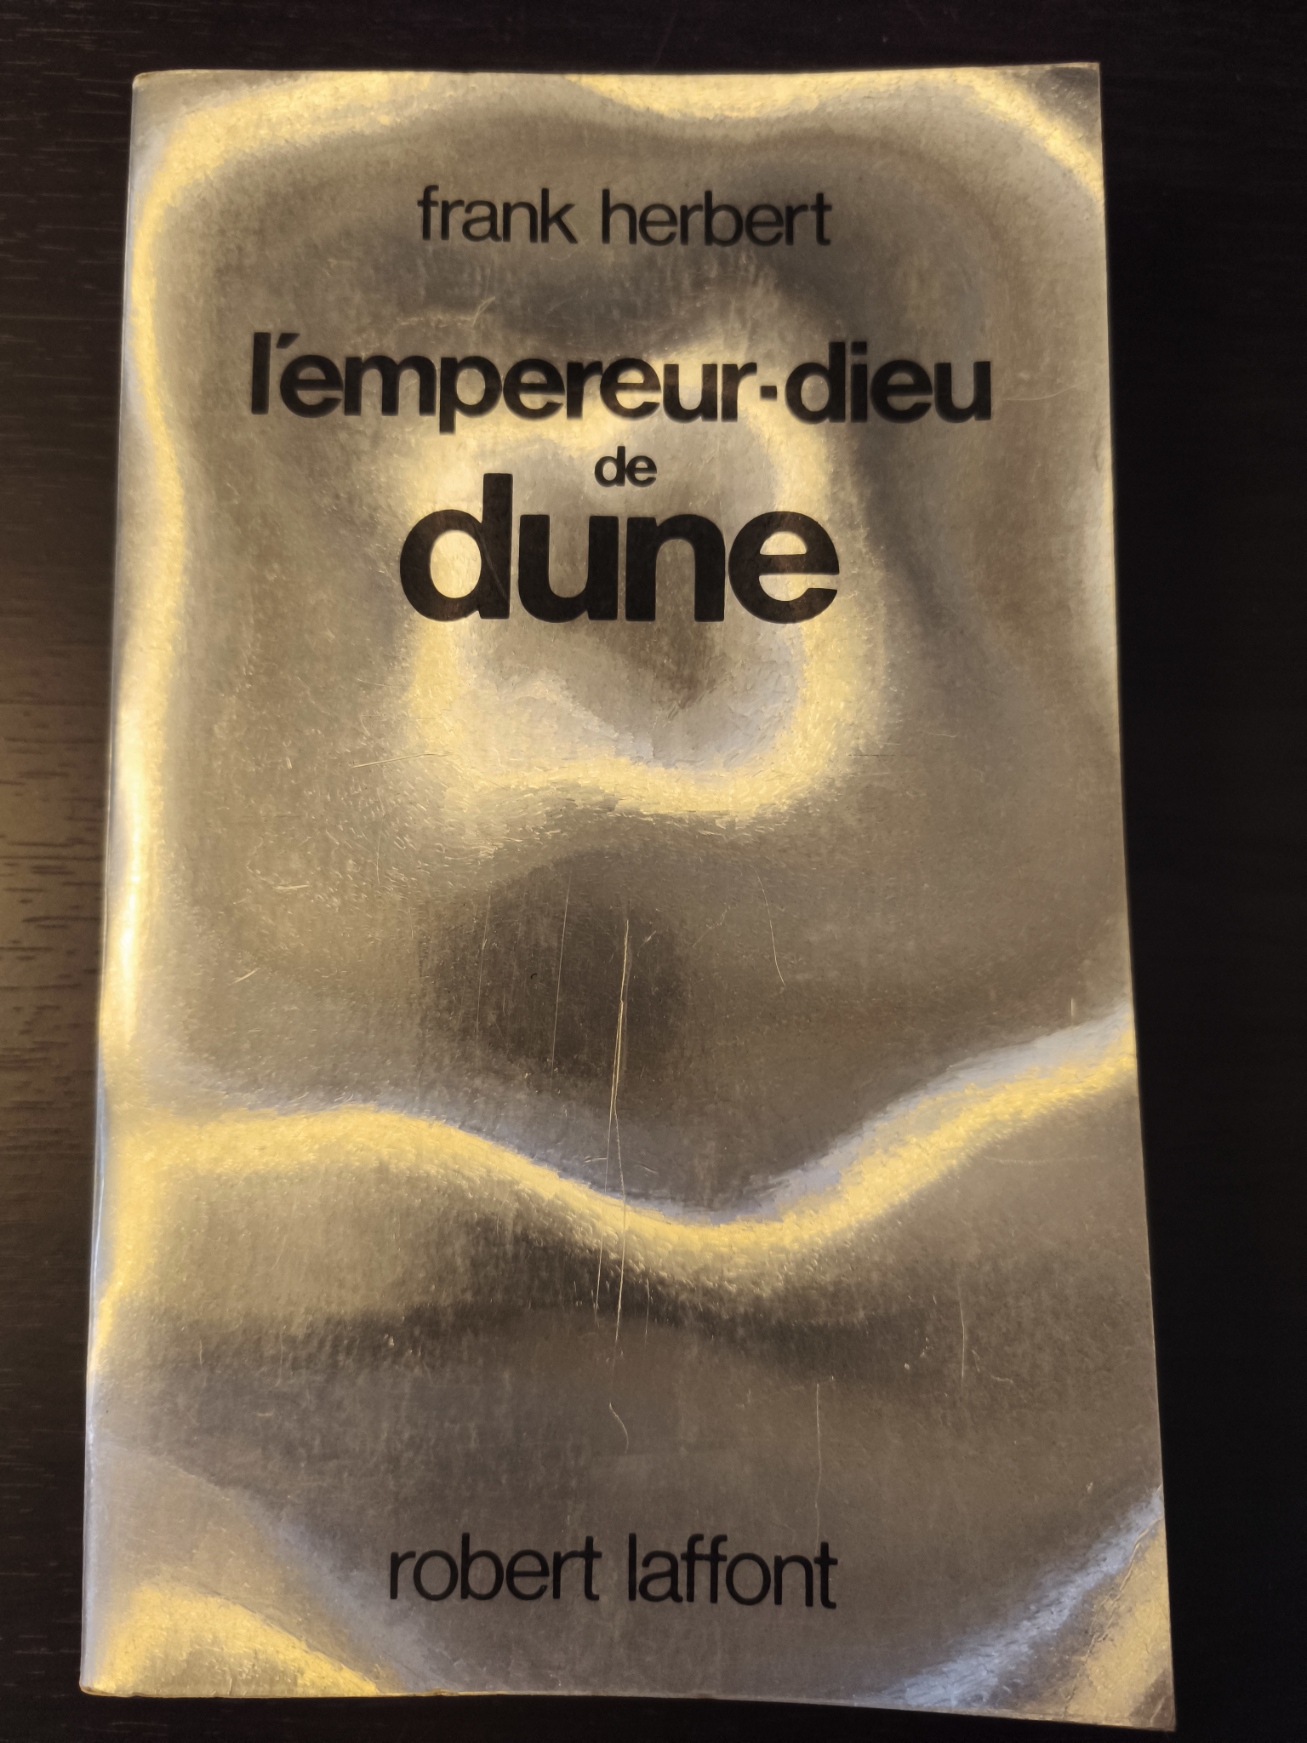 frank herbert
l'empereur-dieu
de
dune
robert laffont